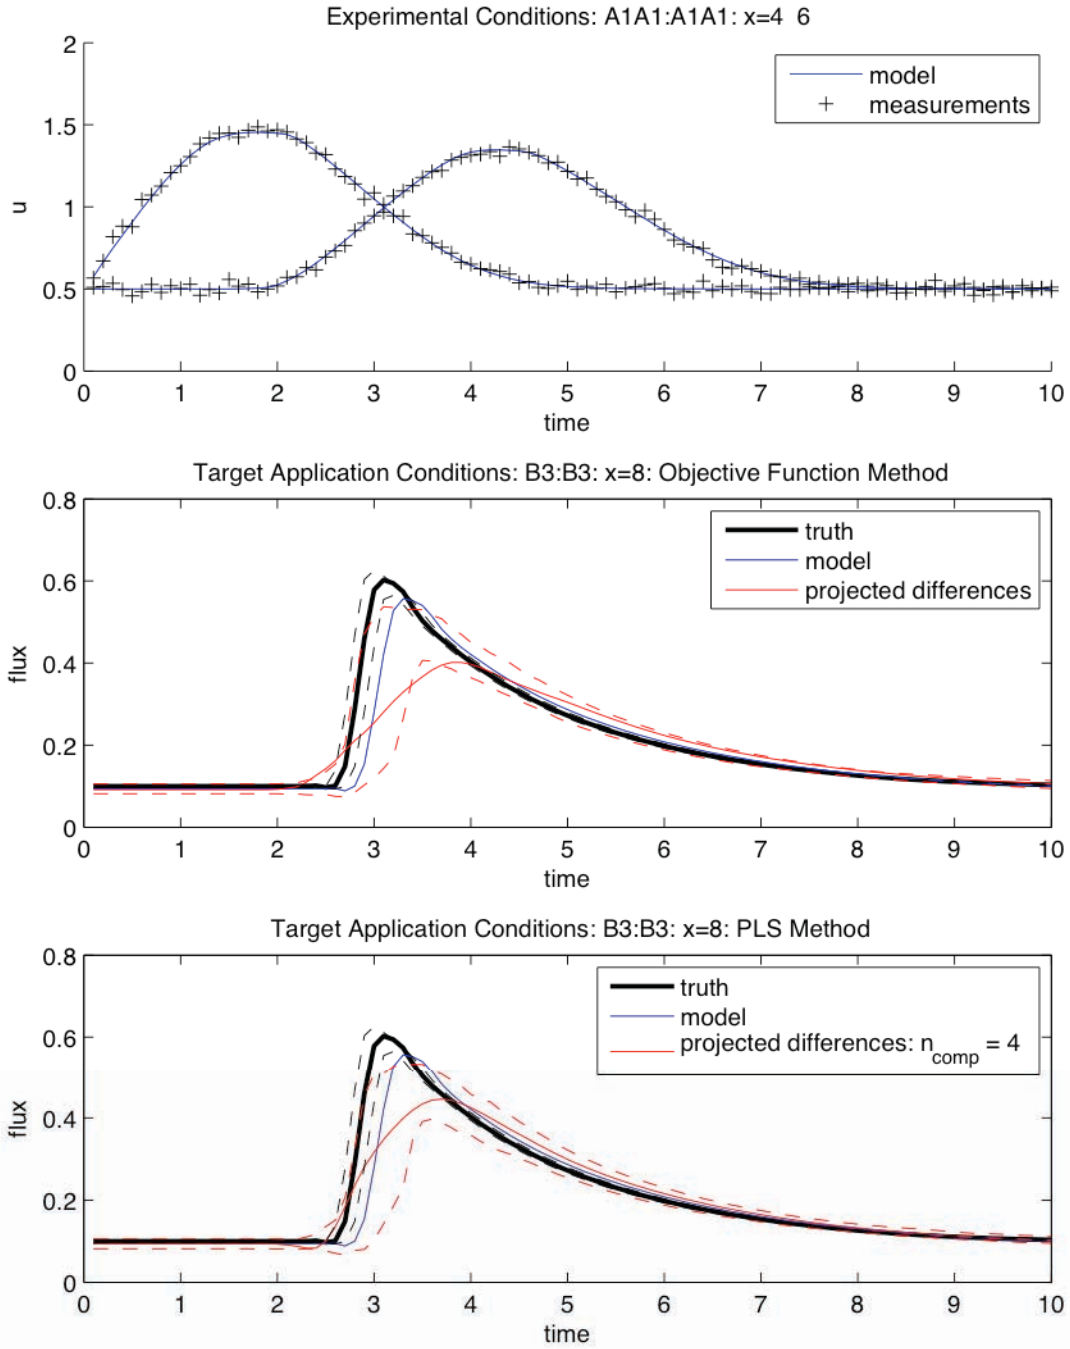 Experimental Conditions: A1A1:A1A1: x=4 6
2
1.5
1
0.5
0
u
model
measurements
0 1 2 3 4 5 6 7 8 9 10
time
Target Application Conditions: B3:B3: x=8: Objective Function Method
0.8
0.6
0.4
0.2
0
flux
truth
model
projected differences
0 1 2 3 4 5 6 7 8 9 10
time
Target Application Conditions: B3:B3: x=8: PLS Method
0.8
0.6
0.4
0.2
0
flux
truth
model
projected differences: n_comp = 4
0 1 2 3 4 5 6 7 8 9 10
time